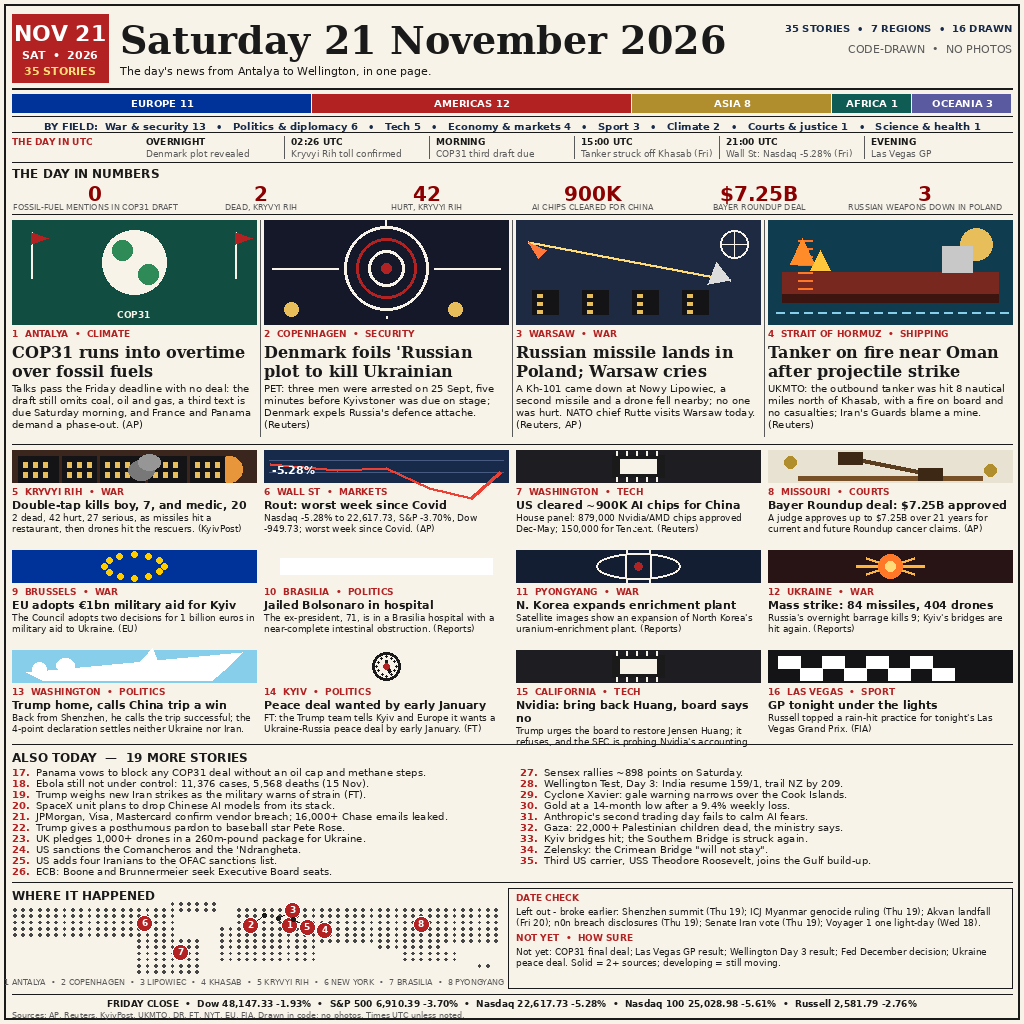 NOV 21
SAT • 2026
35 STORIES
Saturday 21 November 2026
The day's news from Antalya to Wellington, in one page.
35 STORIES • 7 REGIONS • 16 DRAWN
CODE-DRAWN • NO PHOTOS
EUROPE 11
AMERICAS 12
ASIA 8
AFRICA 1
OCEANIA 3
BY FIELD: War & security 13 • Politics & diplomacy 6 • Tech 5 • Economy & markets 4 • Sport 3 • Climate 2 • Courts & justice 1 • Science & health 1
THE DAY IN UTC
OVERNIGHT
Denmark plot revealed
02:26 UTC
Kryvyi Rih toll confirmed
MORNING
COP31 third draft due
15:00 UTC
Tanker struck off Khasab (Fri)
21:00 UTC
Wall St: Nasdaq -5.28% (Fri)
EVENING
Las Vegas GP
THE DAY IN NUMBERS
0
FOSSIL-FUEL MENTIONS IN COP31 DRAFT
2
DEAD, KRYVYI RIH
42
HURT, KRYVYI RIH
900K
AI CHIPS CLEARED FOR CHINA
$7.25B
BAYER ROUNDUP DEAL
3
RUSSIAN WEAPONS DOWN IN POLAND
COP31
1 ANTALYA • CLIMATE
COP31 runs into overtime
over fossil fuels
Talks pass the Friday deadline with no deal: the
draft still omits coal, oil and gas, a third text is
due Saturday morning, and France and Panama
demand a phase-out. (AP)
2 COPENHAGEN • SECURITY
Denmark foils 'Russian
plot to kill Ukrainian
PET: three men were arrested on 25 Sept, five
minutes before Kyivstoner was due on stage;
Denmark expels Russia's defence attache.
(Reuters)
3 WARSAW • WAR
Russian missile lands in
Poland; Warsaw cries
A Kh-101 came down at Nowy Lipowiec, a
second missile and a drone fell nearby; no one
was hurt. NATO chief Rutte visits Warsaw today.
(Reuters, AP)
4 STRAIT OF HORMUZ • SHIPPING
Tanker on fire near Oman
after projectile strike
UKMTO: the outbound tanker was hit 8 nautical
miles north of Khasab, with a fire on board and
no casualties; Iran's Guards blame a mine.
(Reuters)
5 KRYVYI RIH • WAR
Double-tap kills boy, 7, and medic, 20
2 dead, 42 hurt, 27 serious, as missiles hit a
restaurant, then drones hit the rescuers. (KyivPost)
-5.28%
6 WALL ST • MARKETS
Rout: worst week since Covid
Nasdaq -5.28% to 22,617.73, S&P -3.70%, Dow
-949.73; worst week since Covid. (AP)
7 WASHINGTON • TECH
US cleared ~900K AI chips for China
House panel: 879,000 Nvidia/AMD chips approved
Dec-May; 150,000 for Tencent. (Reuters)
8 MISSOURI • COURTS
Bayer Roundup deal: $7.25B approved
A judge approves up to $7.25B over 21 years for
current and future Roundup cancer claims. (AP)
9 BRUSSELS • WAR
EU adopts €1bn military aid for Kyiv
The Council adopts two decisions for 1 billion euros in
military aid to Ukraine. (EU)
10 BRASILIA • POLITICS
Jailed Bolsonaro in hospital
The ex-president, 71, is in a Brasilia hospital with a
near-complete intestinal obstruction. (Reports)
11 PYONGYANG • WAR
N. Korea expands enrichment plant
Satellite images show an expansion of North Korea's
uranium-enrichment plant. (Reports)
12 UKRAINE • WAR
Mass strike: 84 missiles, 404 drones
Russia's overnight barrage kills 9; Kyiv's bridges are
hit again. (Reports)
13 WASHINGTON • POLITICS
Trump home, calls China trip a win
Back from Shenzhen, he calls the trip successful; the
4-point declaration settles neither Ukraine nor Iran.
14 KYIV • POLITICS
Peace deal wanted by early January
FT: the Trump team tells Kyiv and Europe it wants a
Ukraine-Russia peace deal by early January. (FT)
15 CALIFORNIA • TECH
Nvidia: bring back Huang, board says
no
Trump urges the board to restore Jensen Huang; it
refuses, and the SEC is probing Nvidia's accounting.
16 LAS VEGAS • SPORT
GP tonight under the lights
Russell topped a rain-hit practice for tonight's Las
Vegas Grand Prix. (FIA)
ALSO TODAY — 19 MORE STORIES
17. Panama vows to block any COP31 deal without an oil cap and methane steps.
18. Ebola still not under control: 11,376 cases, 5,568 deaths (15 Nov).
19. Trump weighs new Iran strikes as the military warns of strain (FT).
20. SpaceX unit plans to drop Chinese AI models from its stack.
21. JPMorgan, Visa, Mastercard confirm vendor breach; 16,000+ Chase emails leaked.
22. Trump gives a posthumous pardon to baseball star Pete Rose.
23. UK pledges 1,000+ drones in a 260m-pound package for Ukraine.
24. US sanctions the Comancheros and the 'Ndrangheta.
25. US adds four Iranians to the OFAC sanctions list.
26. ECB: Boone and Brunnermeier seek Executive Board seats.
27. Sensex rallies ~898 points on Saturday.
28. Wellington Test, Day 3: India resume 159/1, trail NZ by 209.
29. Cyclone Xavier: gale warning narrows over the Cook Islands.
30. Gold at a 14-month low after a 9.4% weekly loss.
31. Anthropic's second trading day fails to calm AI fears.
32. Gaza: 22,000+ Palestinian children dead, the ministry says.
33. Kyiv bridges hit; the Southern Bridge is struck again.
34. Zelensky: the Crimean Bridge "will not stay".
35. Third US carrier, USS Theodore Roosevelt, joins the Gulf build-up.
WHERE IT HAPPENED
6
7
2
3
1
5
4
8
1 ANTALYA • 2 COPENHAGEN • 3 LIPOWIEC • 4 KHASAB • 5 KRYVYI RIH • 6 NEW YORK • 7 BRASILIA • 8 PYONGYANG
DATE CHECK
Left out - broke earlier: Shenzhen summit (Thu 19); ICJ Myanmar genocide ruling (Thu 19); Akvan landfall
(Fri 20); n0n breach disclosures (Thu 19); Senate Iran vote (Thu 19); Voyager 1 one light-day (Wed 18).
NOT YET • HOW SURE
Not yet: COP31 final deal; Las Vegas GP result; Wellington Day 3 result; Fed December decision; Ukraine
peace deal. Solid = 2+ sources; developing = still moving.
FRIDAY CLOSE • Dow 48,147.33 -1.93% • S&P 500 6,910.39 -3.70% • Nasdaq 22,617.73 -5.28% • Nasdaq 100 25,028.98 -5.61% • Russell 2,581.79 -2.76%
Sources: AP, Reuters, KyivPost, UKMTO, DR, FT, NYT, EU, FIA. Drawn in code; no photos. Times UTC unless noted.